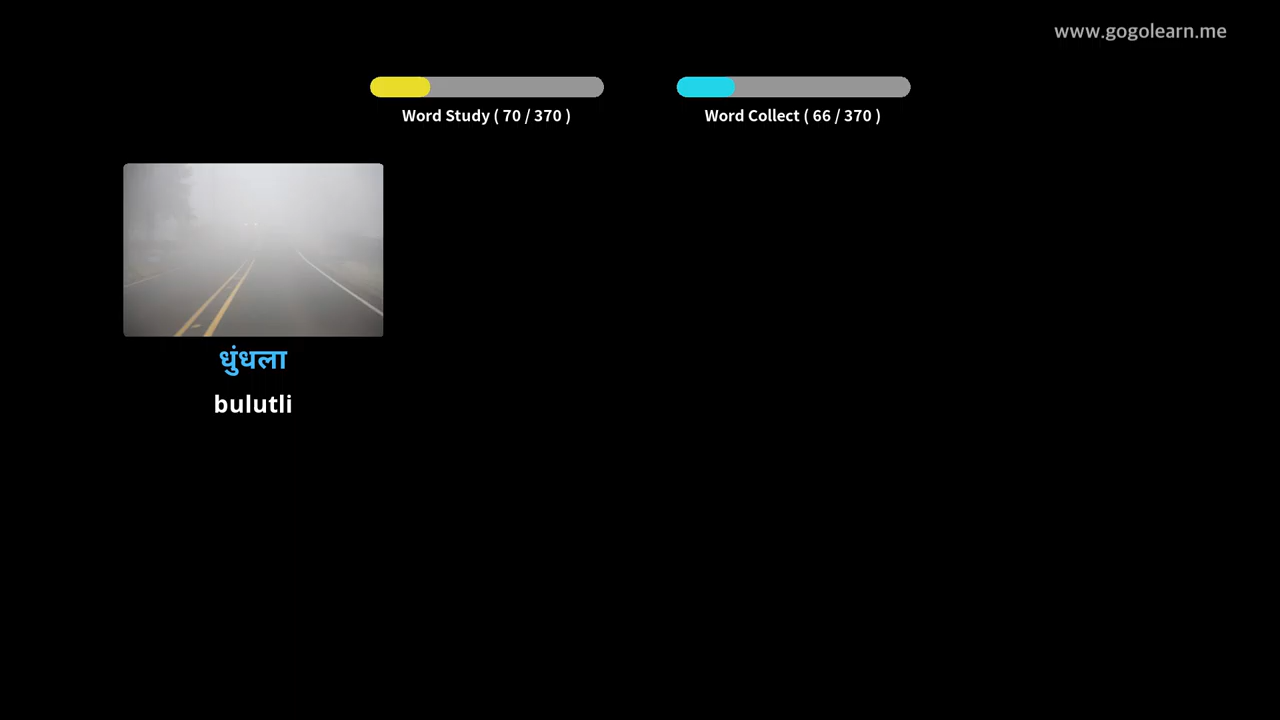 www.gogolearn.me
Word Study ( 70 / 370 )
Word Collect ( 66 / 370 )
धुंधला
bulutli